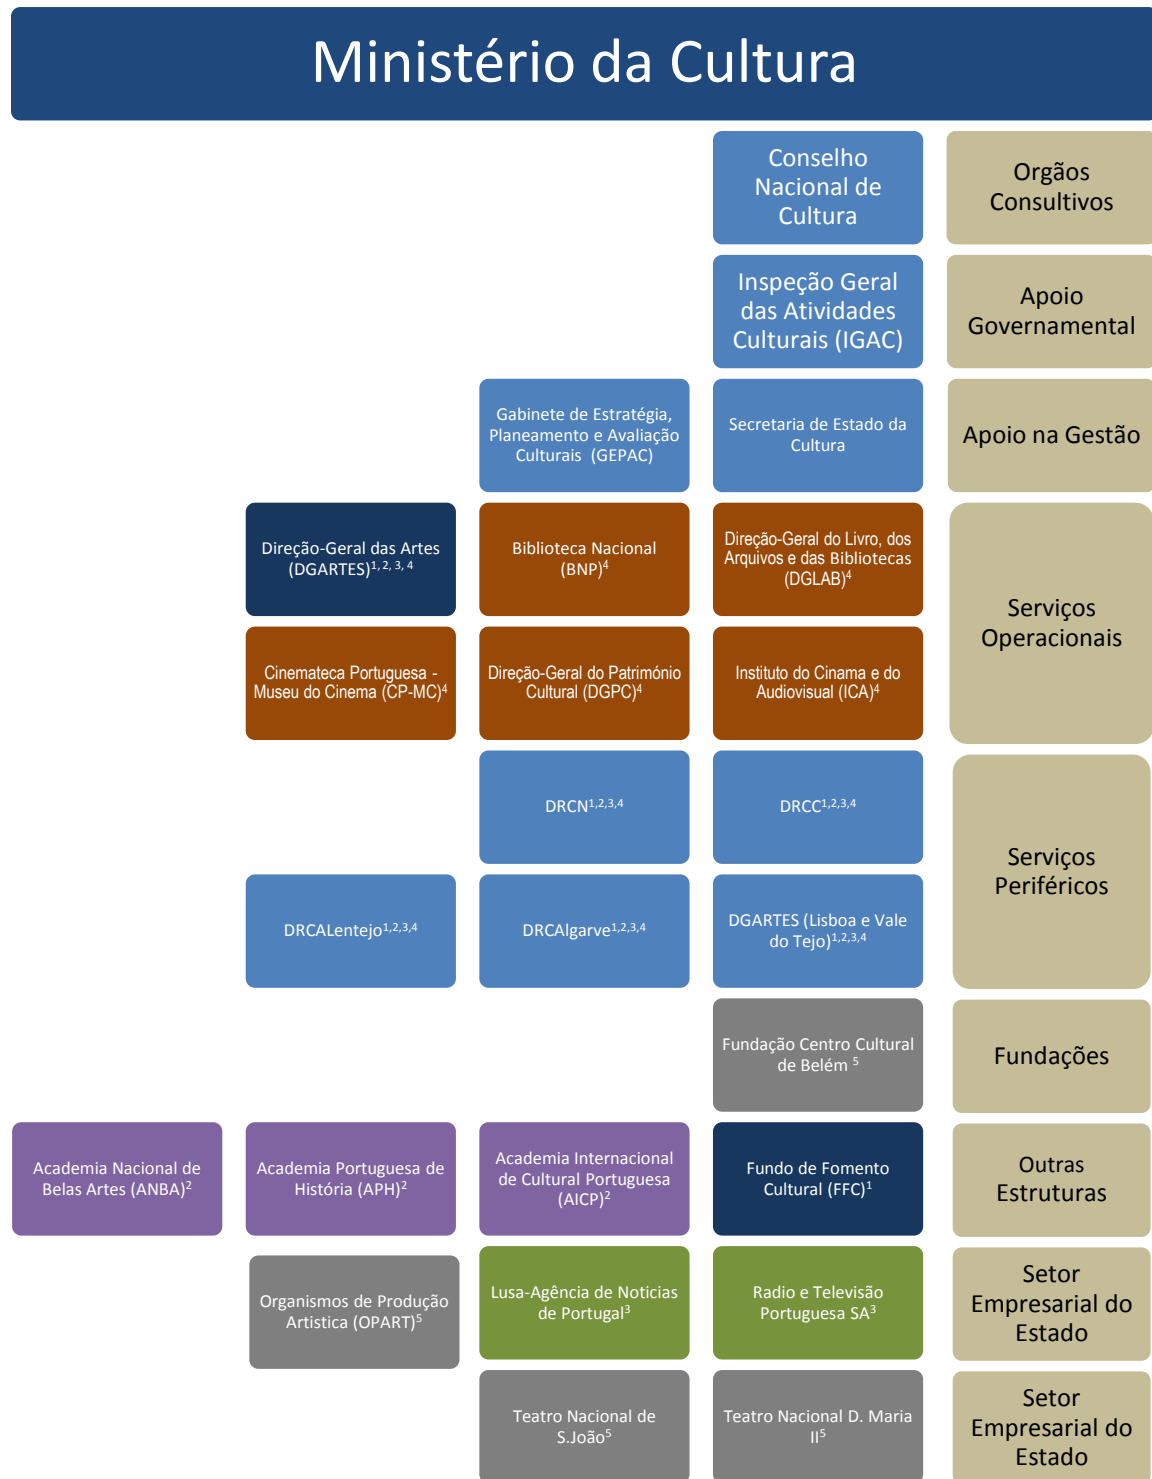 Ministério da Cultura
Conselho
Nacional de
Cultura
Orgãos
Consultivos
Inspeção Geral
das Atividades
Culturais (IGAC)
Apoio
Governamental
Gabinete de Estratégia,
Planeamento e Avaliação
Culturais (GEPAC)
Secretaria de Estado da
Cultura
Apoio na Gestão
Direção-Geral das Artes
(DGARTES)1, 2, 3, 4
Biblioteca Nacional
(BNP)4
Direção-Geral do Livro, dos
Arquivos e das Bibliotecas
(DGLAB)4
Serviços
Operacionais
Cinemateca Portuguesa -
Museu do Cinema (CP-MC)4
Direção-Geral do Património
Cultural (DGPC)4
Instituto do Cinama e do
Audiovisual (ICA)4
DRCN1,2,3,4
DRCC1,2,3,4
Serviços
Periféricos
DRCALentejo1,2,3,4
DRCAlgarve1,2,3,4
DGARTES (Lisboa e Vale
do Tejo)1,2,3,4
Fundação Centro Cultural
de Belém 5
Fundações
Academia Nacional de
Belas Artes (ANBA)2
Academia Portuguesa de
História (APH)2
Academia Internacional
de Cultural Portuguesa
(AICP)2
Fundo de Fomento
Cultural (FFC)1
Outras
Estruturas
Organismos de Produção
Artistica (OPART)5
Lusa-Agência de Noticias
de Portugal3
Radio e Televisão
Portuguesa SA3
Setor
Empresarial do
Estado
Teatro Nacional de
S.João5
Teatro Nacional D. Maria
II5
Setor
Empresarial do
Estado